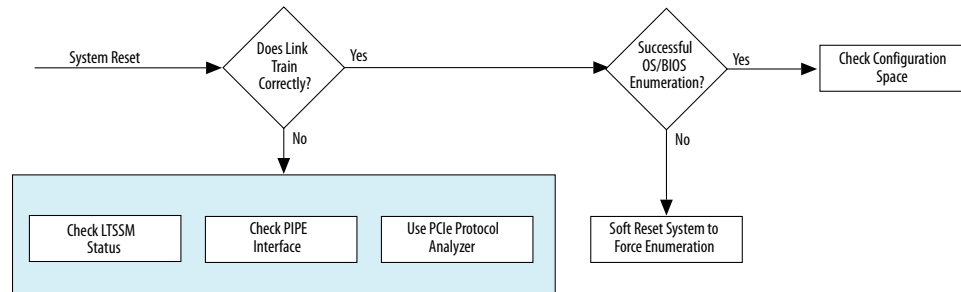 System Reset
Does Link
Train
Correctly?
Yes
Successful
OS/BIOS
Enumeration?
Yes
Check Configuration
Space
No
No
Check LTSSM
Status
Check PIPE
Interface
Use PCIe Protocol
Analyzer
Soft Reset System to
Force Enumeration